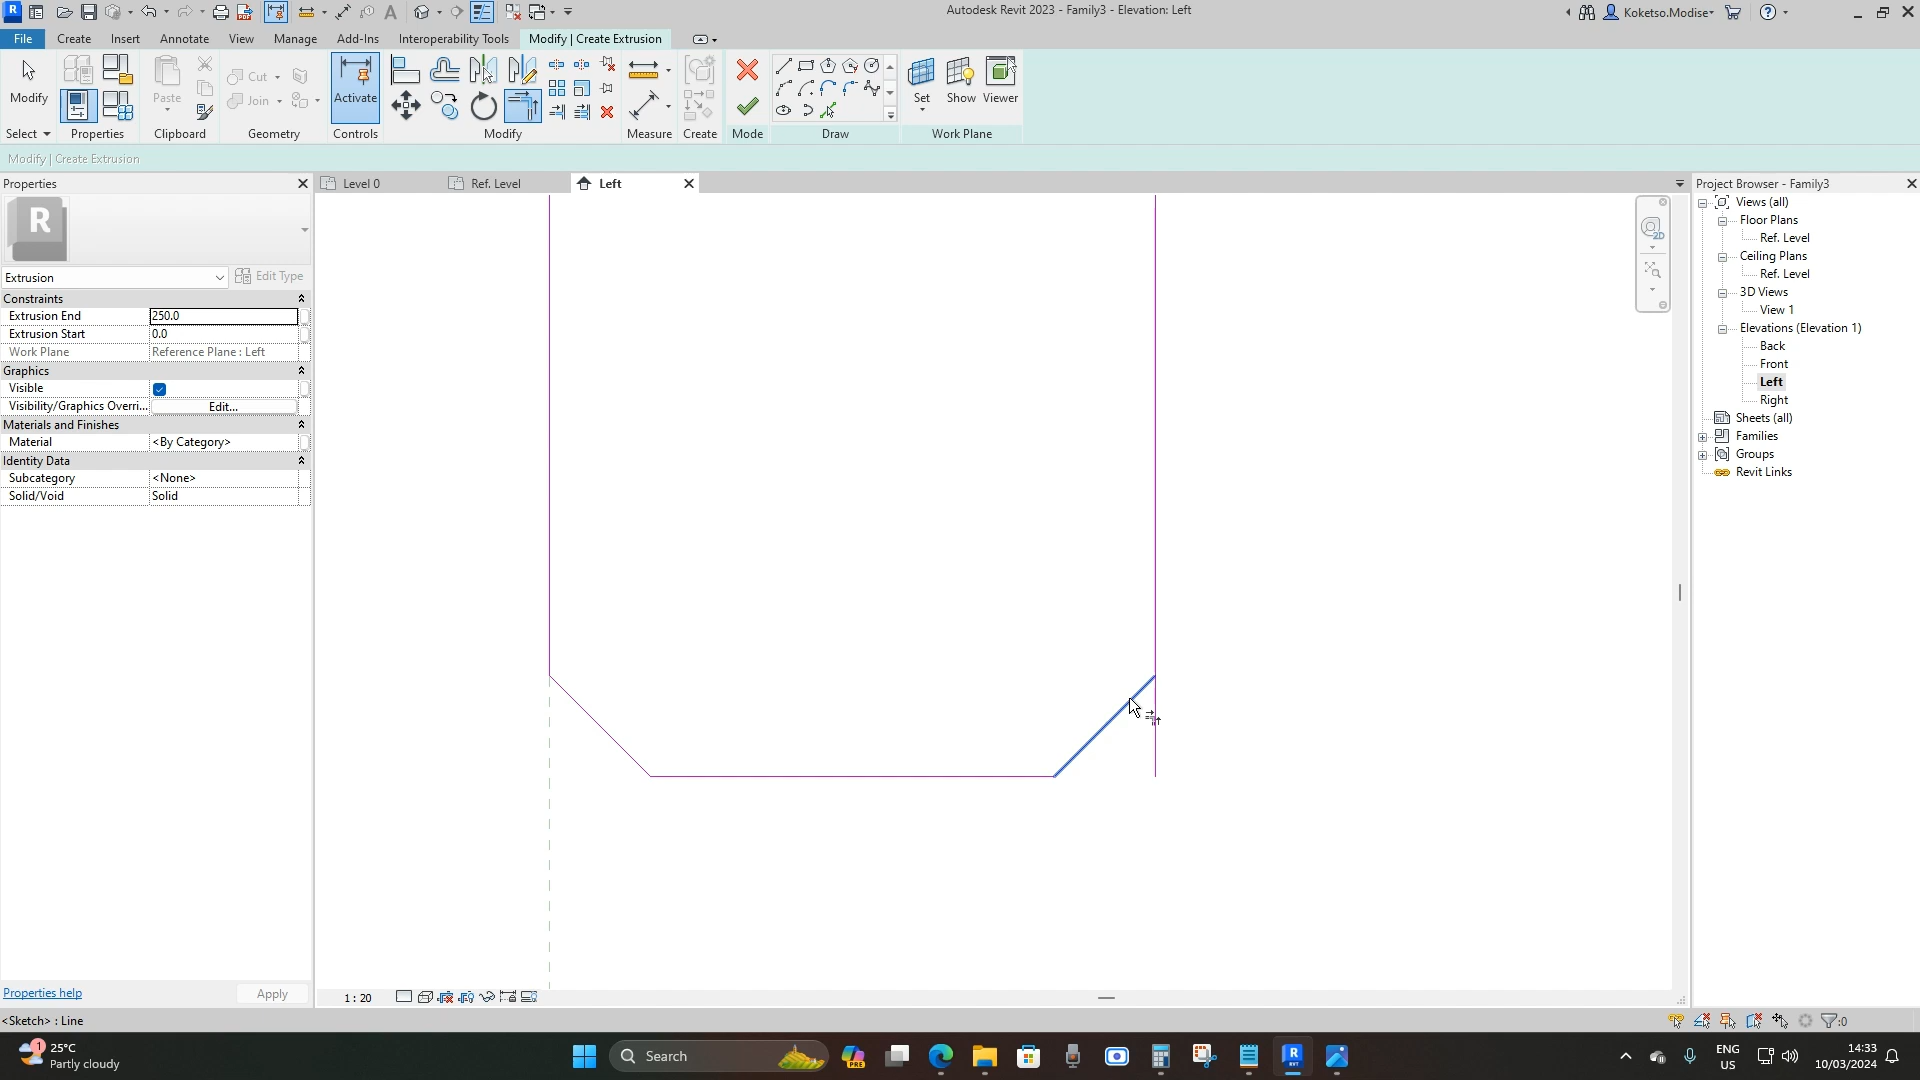 Autodesk Revit 2023 - Family3 - Elevation: Left
Koketso.Modise
File Create Insert Annotate View Manage Add-Ins Interoperability Tools Modify | Create Extrusion
Modify Paste Cut Join Activate Set Show Viewer
Select Properties Clipboard Geometry Controls Modify Measure Create Mode Draw Work Plane
Modify | Create Extrusion
Properties
Level 0 Ref. Level Left
Project Browser - Family3
R
Extrusion Edit Type
Constraints
Extrusion End 250.0
Extrusion Start 0.0
Work Plane Reference Plane : Left
Graphics
Visible
Visibility/Graphics Overri... Edit...
Materials and Finishes
Material <By Category>
Identity Data
Subcategory <None>
Solid/Void Solid
2D
Views (all)
Floor Plans
Ref. Level
Ceiling Plans
Ref. Level
3D Views
View 1
Elevations (Elevation 1)
Back
Front
Left
Right
Sheets (all)
Families
Groups
Revit Links
Properties help Apply
1 : 20
<Sketch> : Line
:0
1
25°C
Partly cloudy
Search
PRE
R
ENG
US
14:33
10/03/2024